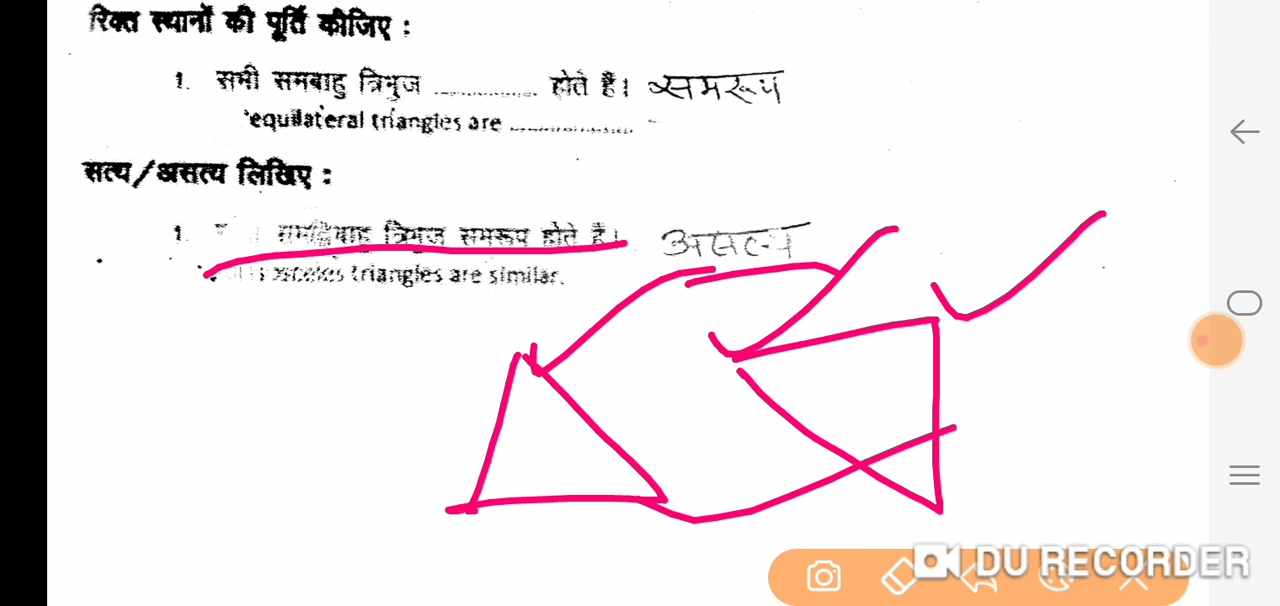 रिक्त स्थानों की पूर्ति कीजिए :
1. सभी समबाहु त्रिभुज ............ होते हैं। समरूप
equilateral triangles are ............
सत्य/असत्य लिखिए :
1. समद्विबाहु त्रिभुज समरूप होते हैं। असत्य
isosceles triangles are similar.
DU RECORDER